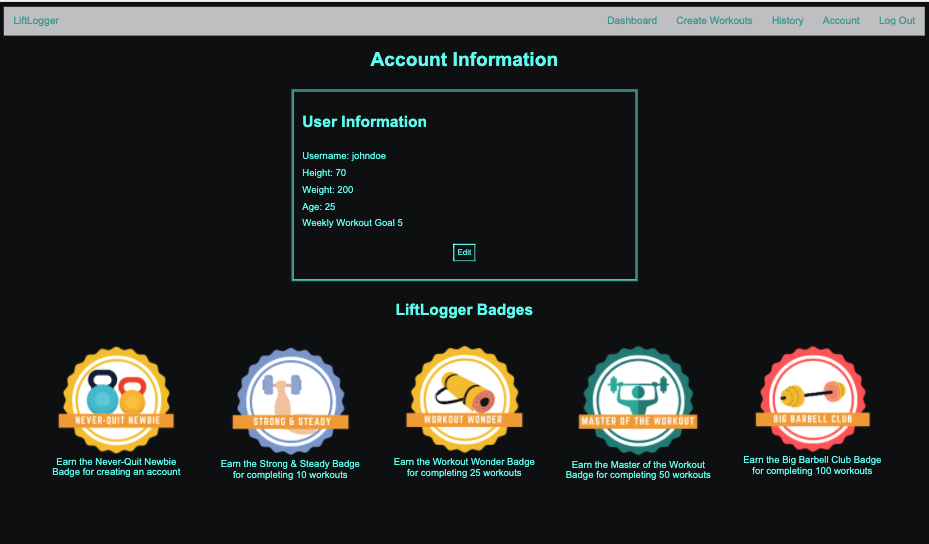 LiftLogger Dashboard Create Workouts History Account Log Out
Account Information
User Information
Username: johndoe
Height: 70
Weight: 200
Age: 25
Weekly Workout Goal 5
Edit
LiftLogger Badges
NEVER-QUIT NEWBIE
Earn the Never-Quit Newbie
Badge for creating an account
STRONG & STEADY
Earn the Strong & Steady Badge
for completing 10 workouts
WORKOUT WONDER
Earn the Workout Wonder Badge
for completing 25 workouts
MASTER OF THE WORKOUT
Earn the Master of the Workout
Badge for completing 50 workouts
BIG BARBELL CLUB
Earn the Big Barbell Club Badge
for completing 100 workouts